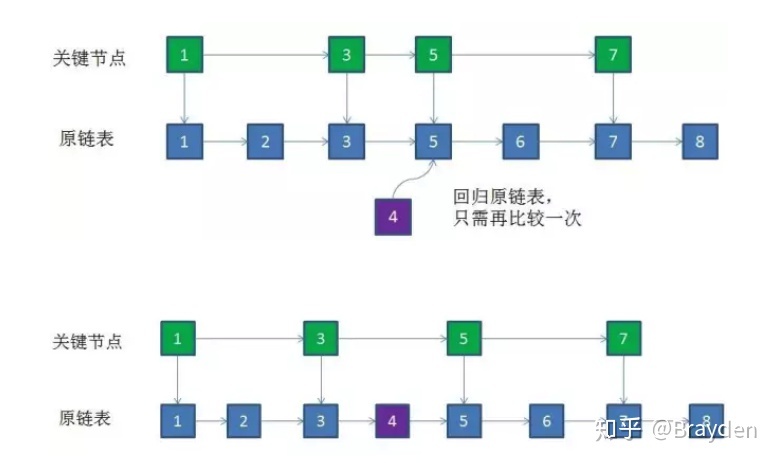 关键节点 1 3 5 7
原链表 1 2 3 5 6 7 8
4
回归原链表，
只需再比较一次
关键节点 1 3 5 7
原链表 1 2 3 4 5 6 7 8
知乎 @Brayden